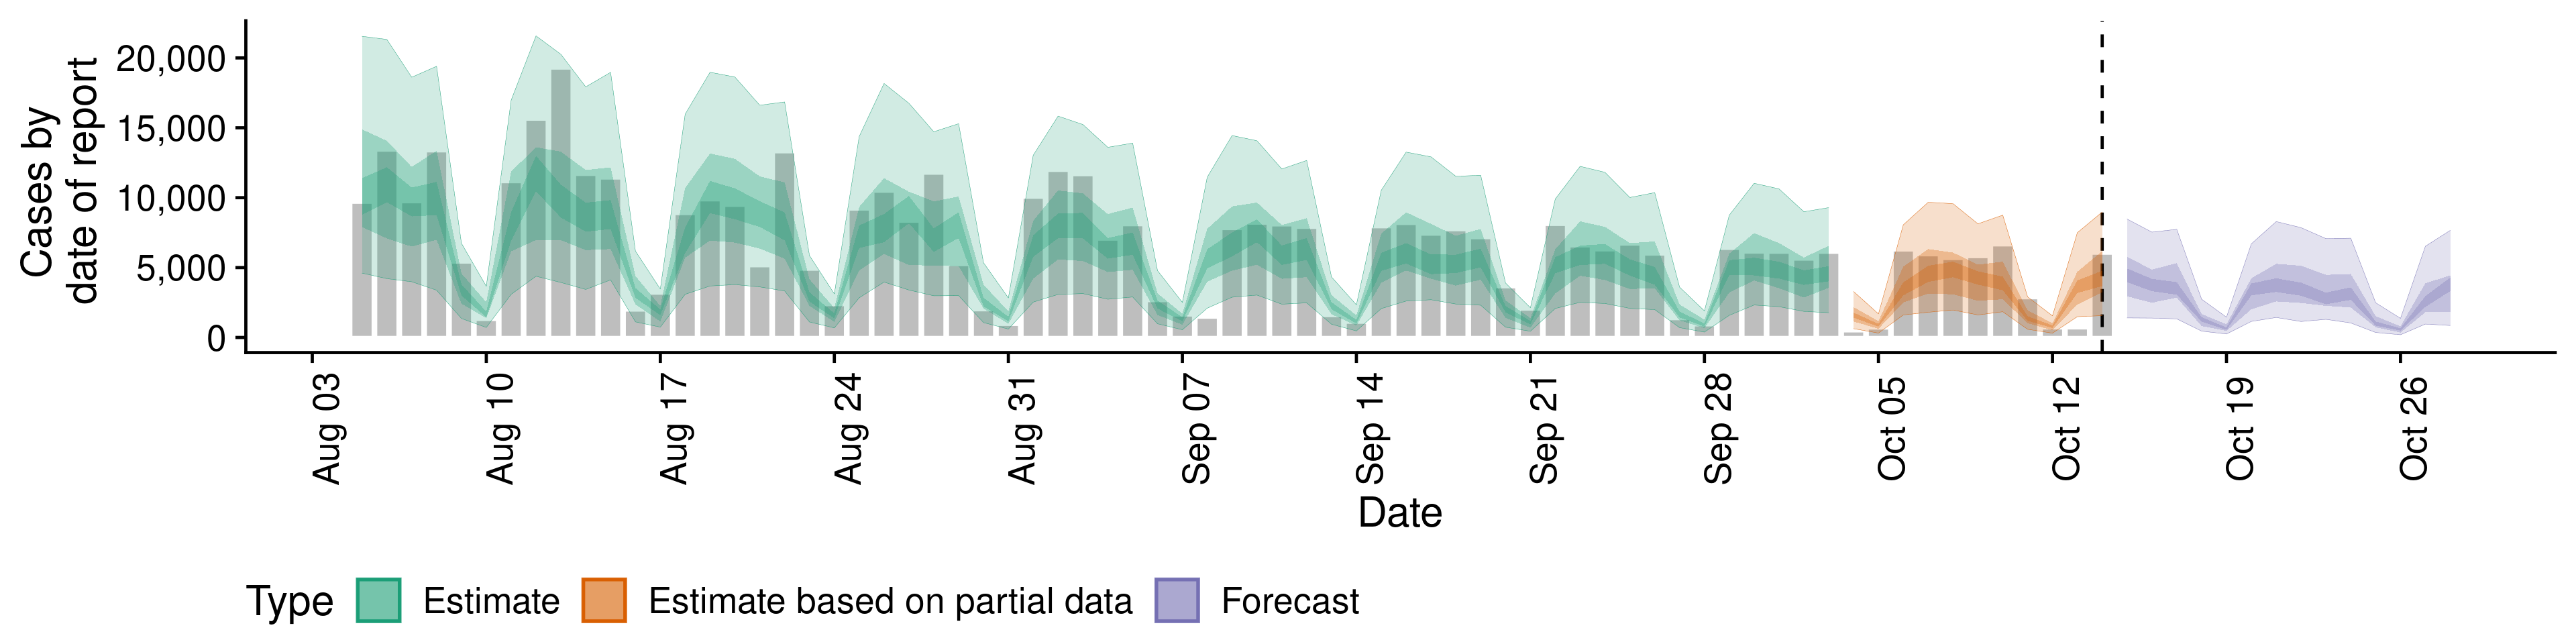 Cases by
date of report
20,000
15,000
10,000
5,000
0
Aug 03
Aug 10
Aug 17
Aug 24
Aug 31
Sep 07
Sep 14
Sep 21
Sep 28
Oct 05
Oct 12
Oct 19
Oct 26
Date
Type Estimate Estimate based on partial data Forecast